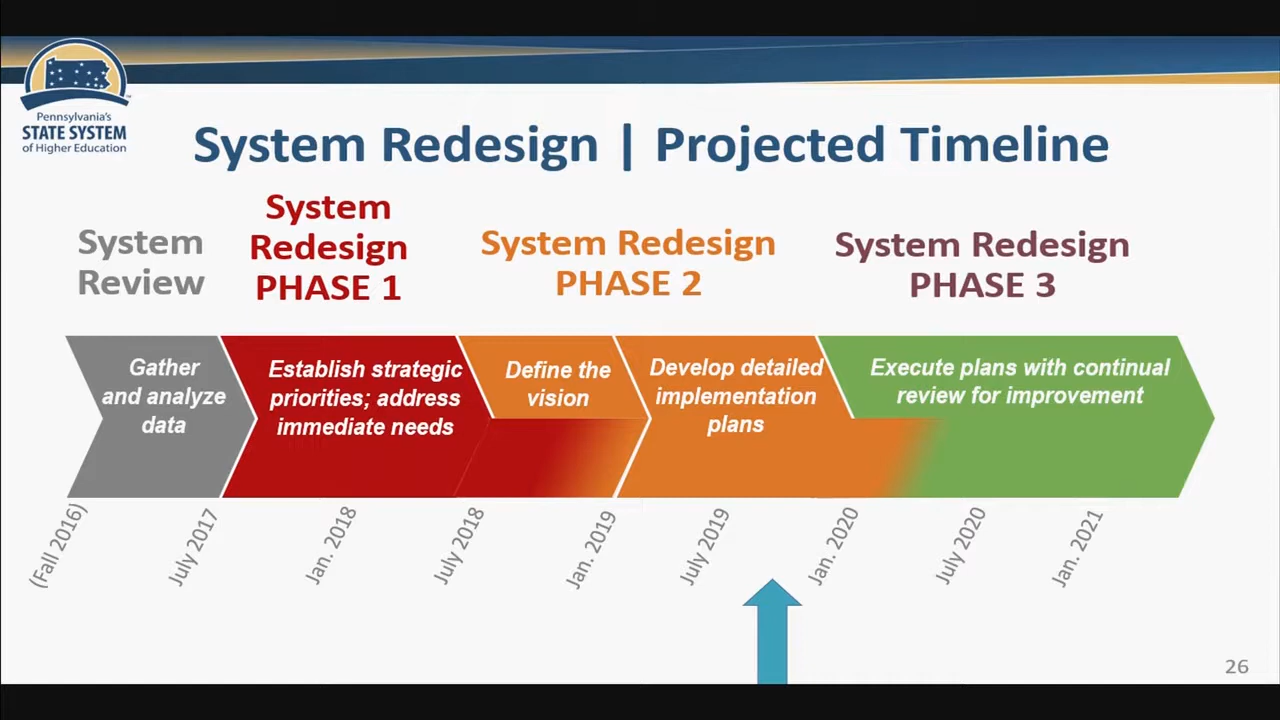 Pennsylvania's
STATE SYSTEM
of Higher Education
System Redesign | Projected Timeline
System
Review
System
Redesign
PHASE 1
System Redesign
PHASE 2
System Redesign
PHASE 3
Gather
and analyze
data
Establish strategic
priorities; address
immediate needs
Define the
vision
Develop detailed
implementation
plans
Execute plans with continual
review for improvement
(Fall 2016)
July 2017
Jan. 2018
July 2018
Jan. 2019
July 2019
Jan. 2020
July 2020
Jan. 2021
26